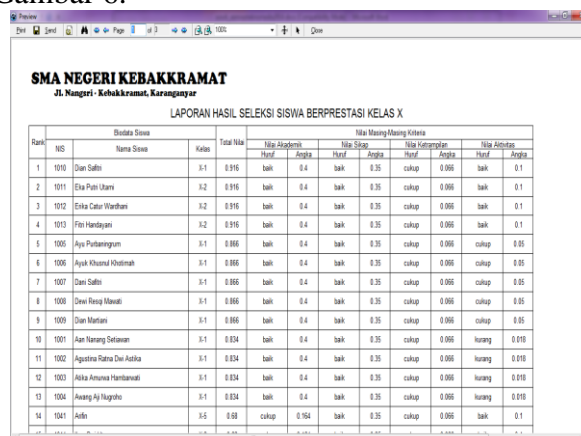 Gambar 6.
Preview
Print Send Page 1 of 3 100% Close
SMA NEGERI KEBAKKRAMAT
Jl. Nangsri - Kebakkramat, Karanganyar
LAPORAN HASIL SELEKSI SISWA BERPRESTASI KELAS X
Rank Biodata Siswa Total Nilai Nilai Masing-Masing Kriteria
NIS Nama Siswa Kelas Nilai Akademik Nilai Sikap Nilai Ketrampilan Nilai Aktivitas
Huruf Angka Huruf Angka Huruf Angka Huruf Angka
1 1010 Dian Safitri X-1 0.916 baik 0.4 baik 0.35 cukup 0.066 baik 0.1
2 1011 Eka Putri Utami X-2 0.916 baik 0.4 baik 0.35 cukup 0.066 baik 0.1
3 1012 Erika Catur Wardhani X-2 0.916 baik 0.4 baik 0.35 cukup 0.066 baik 0.1
4 1013 Fitri Handayani X-2 0.916 baik 0.4 baik 0.35 cukup 0.066 baik 0.1
5 1005 Ayu Purbaningrum X-1 0.866 baik 0.4 baik 0.35 cukup 0.066 cukup 0.05
6 1006 Ayuk Khusnul Khotimah X-1 0.866 baik 0.4 baik 0.35 cukup 0.066 cukup 0.05
7 1007 Dani Safitri X-1 0.866 baik 0.4 baik 0.35 cukup 0.066 cukup 0.05
8 1008 Dewi Resqi Mawati X-1 0.866 baik 0.4 baik 0.35 cukup 0.066 cukup 0.05
9 1009 Dian Martiani X-1 0.866 baik 0.4 baik 0.35 cukup 0.066 cukup 0.05
10 1001 Aan Nanang Setiawan X-1 0.834 baik 0.4 baik 0.35 cukup 0.066 kurang 0.018
11 1002 Agustina Ratna Dwi Astika X-1 0.834 baik 0.4 baik 0.35 cukup 0.066 kurang 0.018
12 1003 Atika Amurwa Hambarwati X-1 0.834 baik 0.4 baik 0.35 cukup 0.066 kurang 0.018
13 1004 Awang Aji Nugroho X-1 0.834 baik 0.4 baik 0.35 cukup 0.066 kurang 0.018
14 1041 Arifin X-5 0.68 cukup 0.164 baik 0.35 cukup 0.066 baik 0.1